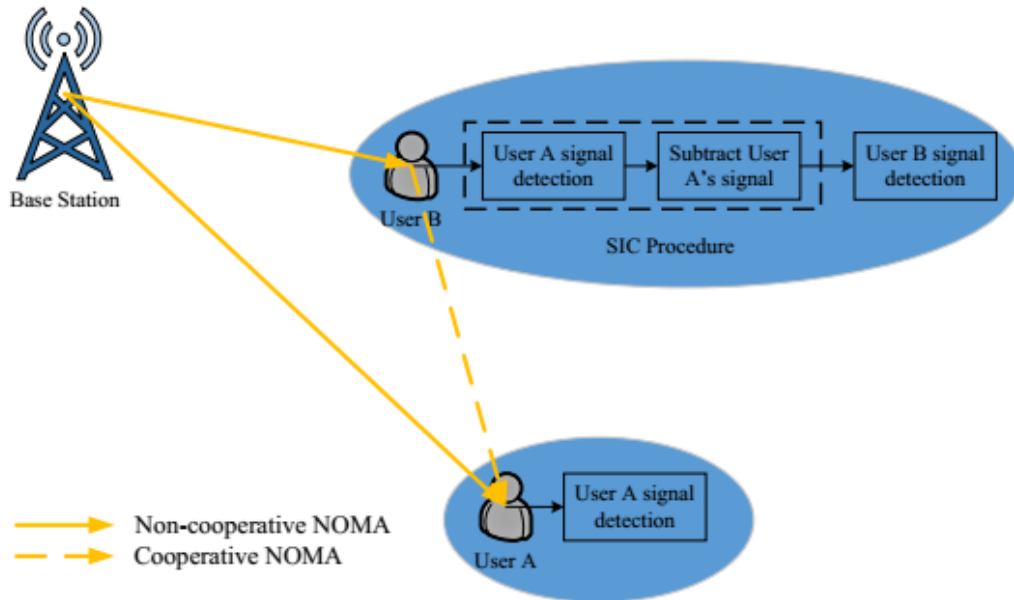 Base Station
User B
User A signal
detection
Subtract User
A's signal
User B signal
detection
SIC Procedure
User A
User A signal
detection
Non-cooperative NOMA
Cooperative NOMA